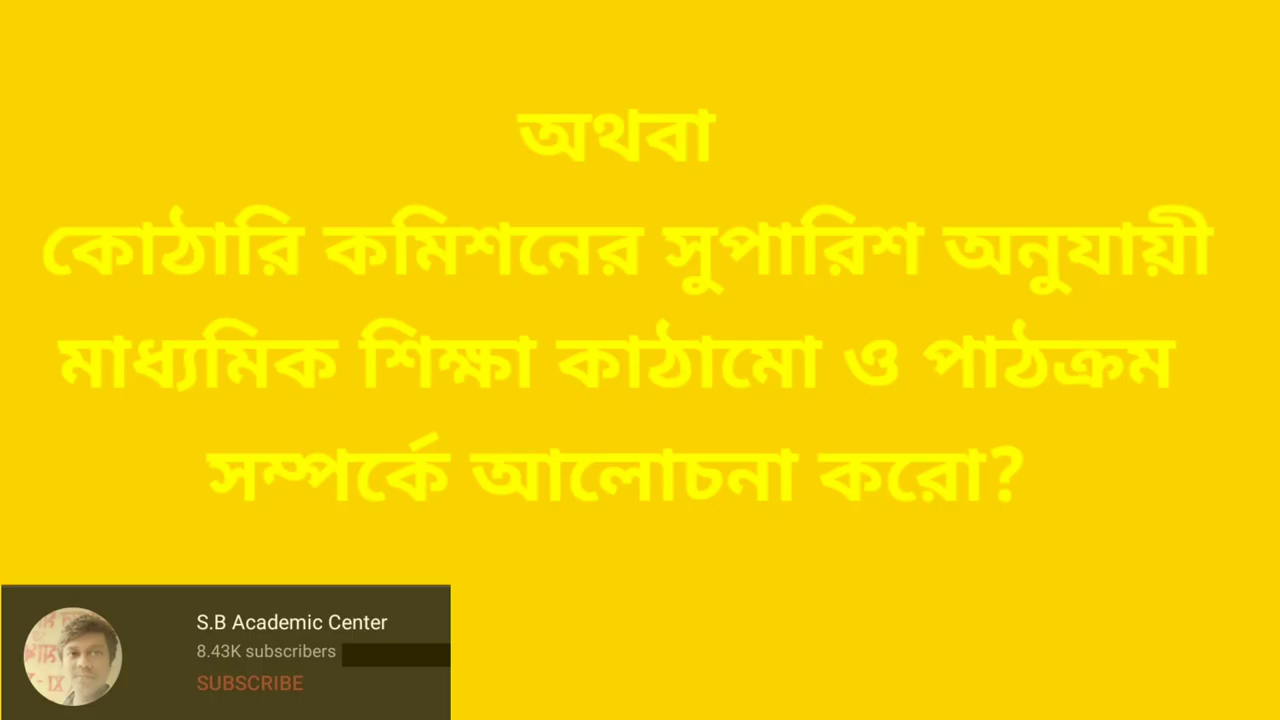 অথবা
কোঠারি কমিশনের সুপারিশ অনুযায়ী
মাধ্যমিক শিক্ষা কাঠামো ও পাঠক্রম
সম্পর্কে আলোচনা করো?
S.B Academic Center
8.43K subscribers
SUBSCRIBE